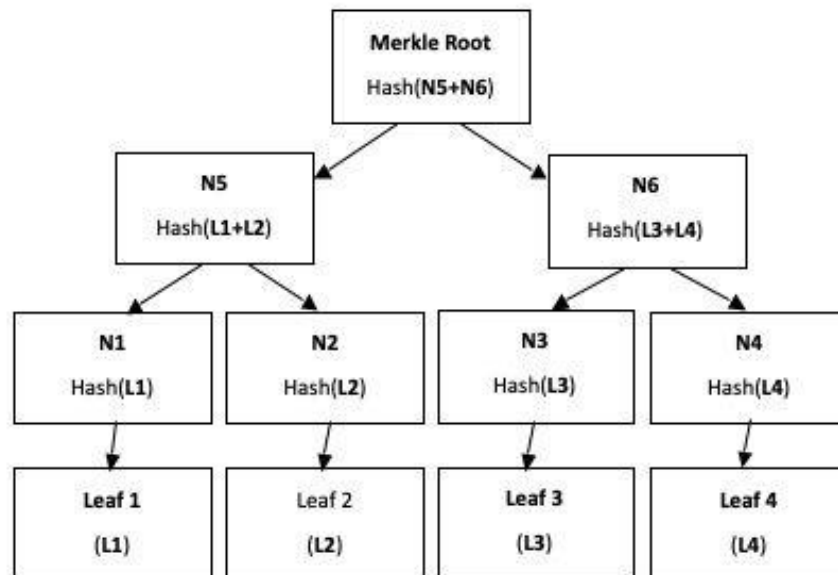 Merkle Root
Hash(N5+N6)
N5
Hash(L1+L2)
N6
Hash(L3+L4)
N1
Hash(L1)
N2
Hash(L2)
N3
Hash(L3)
N4
Hash(L4)
Leaf 1
(L1)
Leaf 2
(L2)
Leaf 3
(L3)
Leaf 4
(L4)